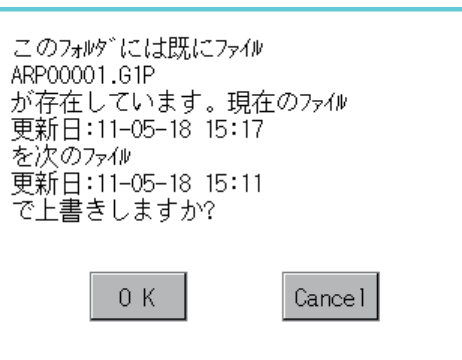 このﾌｫﾙﾀﾞには既にﾌｧｲﾙ
ARP00001.G1P
が存在しています。現在のﾌｧｲﾙ
更新日:11-05-18 15:17
を次のﾌｧｲﾙ
更新日:11-05-18 15:11
で上書きしますか?
OK
Cancel